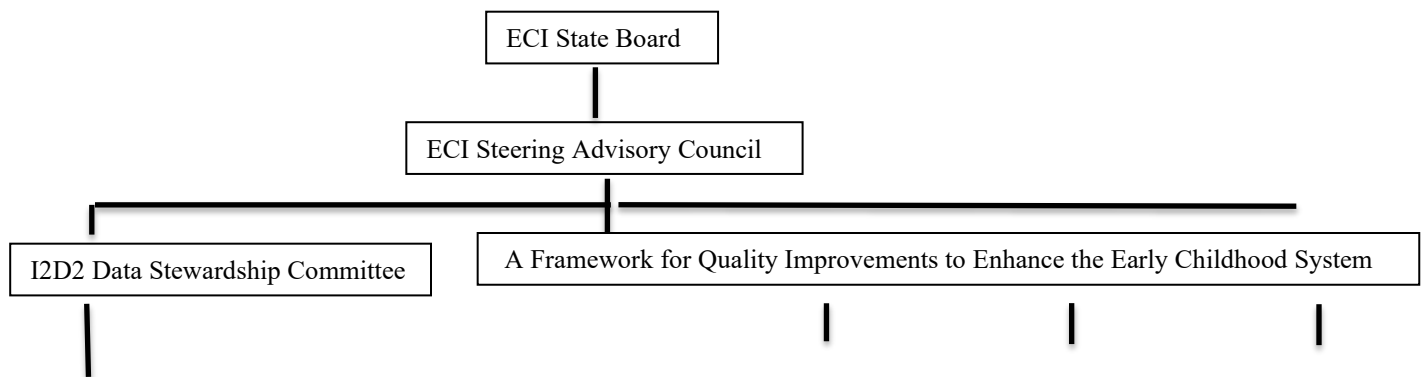 ECI State Board
ECI Steering Advisory Council
I2D2 Data Stewardship Committee
A Framework for Quality Improvements to Enhance the Early Childhood System